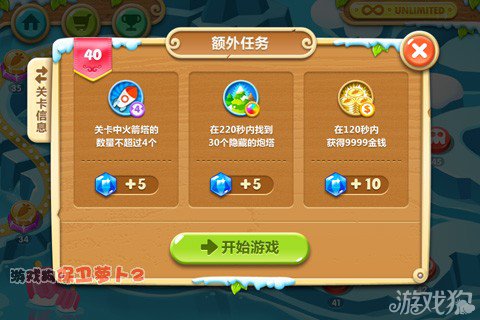 额外任务
UNLIMITED
40
关卡信息
35
4
关卡中火箭塔的
数量不超过4个
在220秒内找到
30个隐藏的炮塔
在120秒内
获得9999金钱
+5
+5
+10
开始游戏
34
游戏狗保卫萝卜2
41
游戏狗